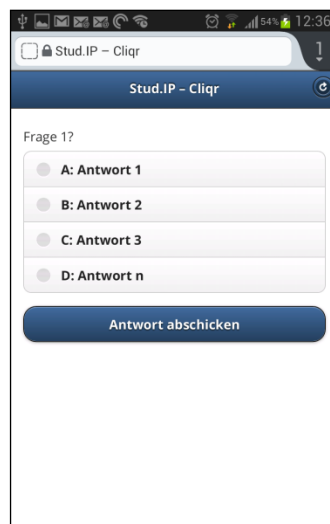 54% 12:36
Stud.IP – Cliqr 1
Stud.IP – Cliqr
Frage 1?
A: Antwort 1
B: Antwort 2
C: Antwort 3
D: Antwort n
Antwort abschicken